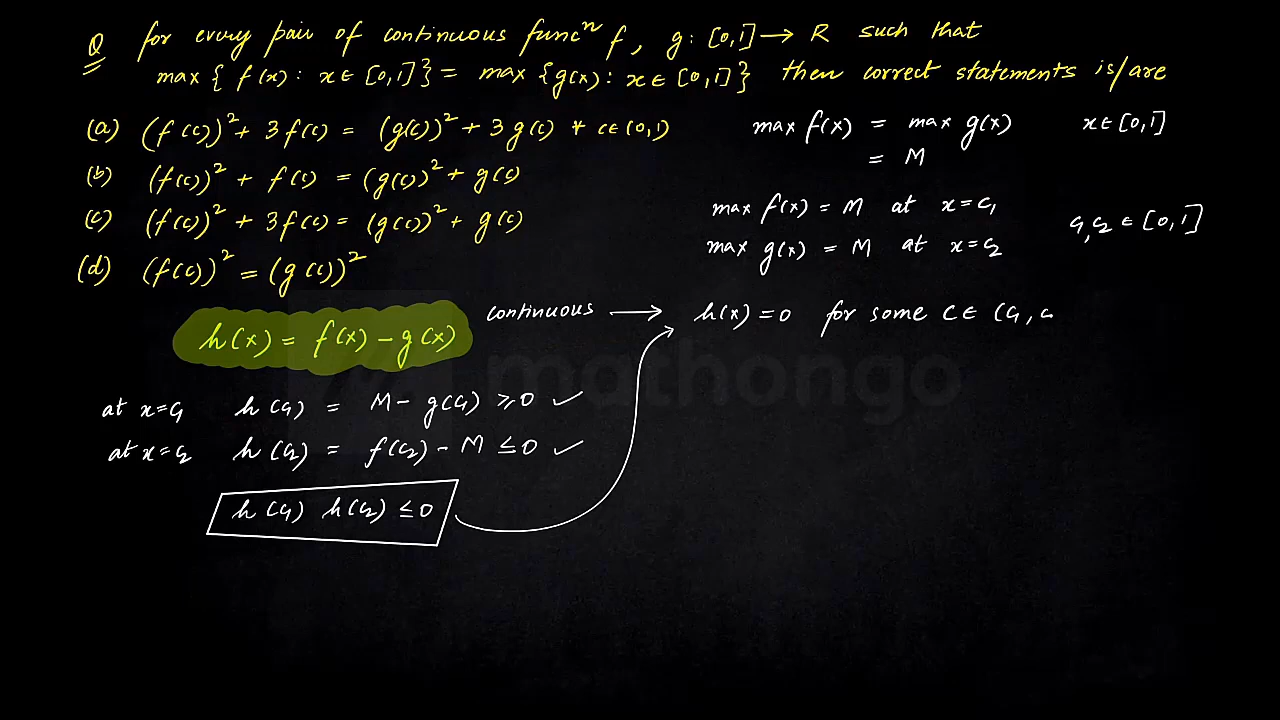 Q for every pair of continuous funcⁿ f, g: [0,1] → R such that
max { f(x) : x ∈ [0,1] } = max { g(x) : x ∈ [0,1] } then correct statements is/are
(a) (f(c))² + 3f(c) = (g(c))² + 3g(c) ∀ c∈(0,1)
(b) (f(c))² + f(c) = (g(c))² + g(c)
(c) (f(c))² + 3f(c) = (g(c))² + g(c)
(d) (f(c))² = (g(c))²
max f(x) = max g(x) x∈[0,1]
= M
max f(x) = M at x=c₁
max g(x) = M at x=c₂
c₁,c₂ ∈ [0,1]
h(x) = f(x) – g(x)
continuous → h(x)=0 for some c∈ (c₁, c
at x=c₁ h(c₁) = M – g(c₁) ≥0 ✓
at x=c₂ h(c₂) = f(c₂) – M ≤0 ✓
h(c₁) h(c₂) ≤0
mathongo